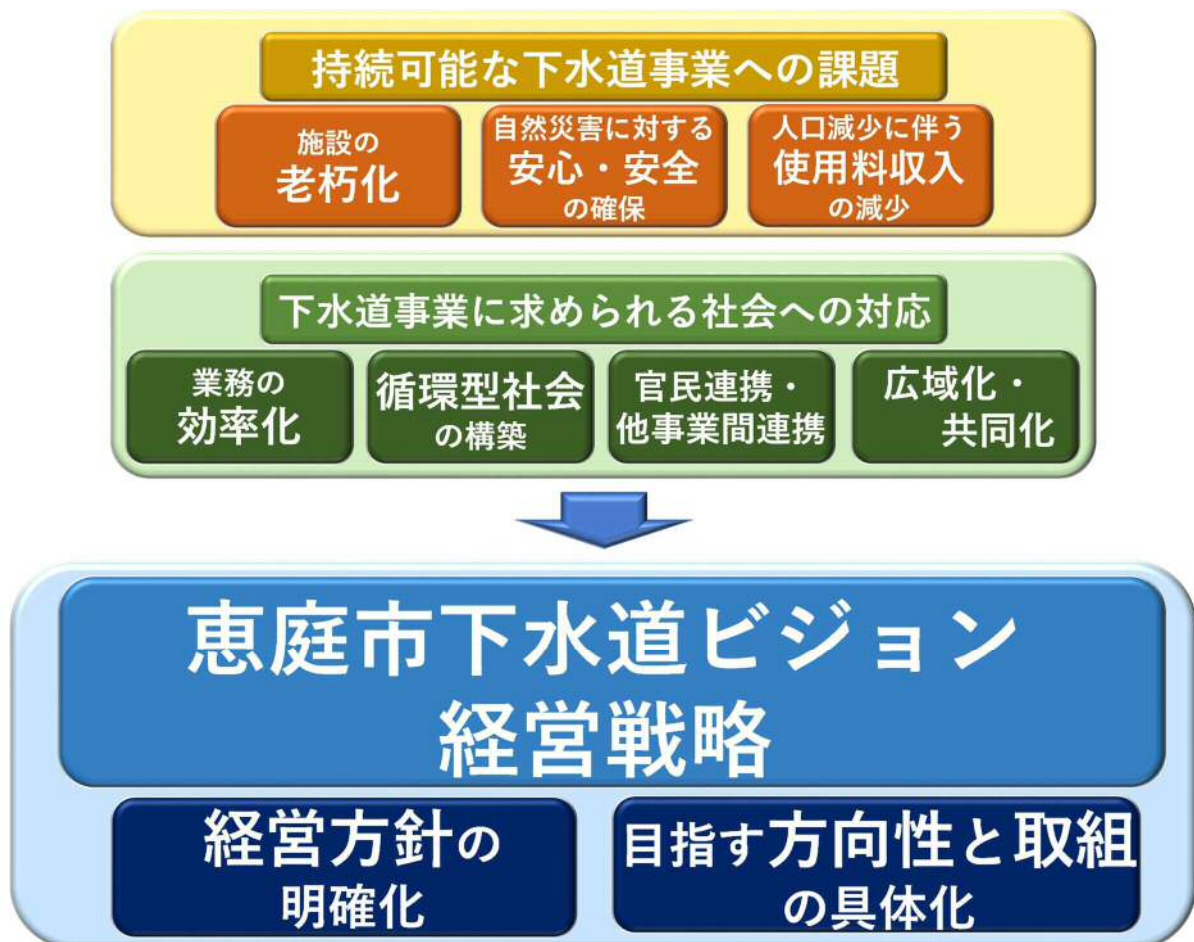 持続可能な下水道事業への課題
施設の
老朽化
自然災害に対する
安心・安全
の確保
人口減少に伴う
使用料収入
の減少
下水道事業に求められる社会への対応
業務の
効率化
循環型社会
の構築
官民連携・
他事業間連携
広域化・
共同化
恵庭市下水道ビジョン
経営戦略
経営方針の
明確化
目指す方向性と取組
の具体化